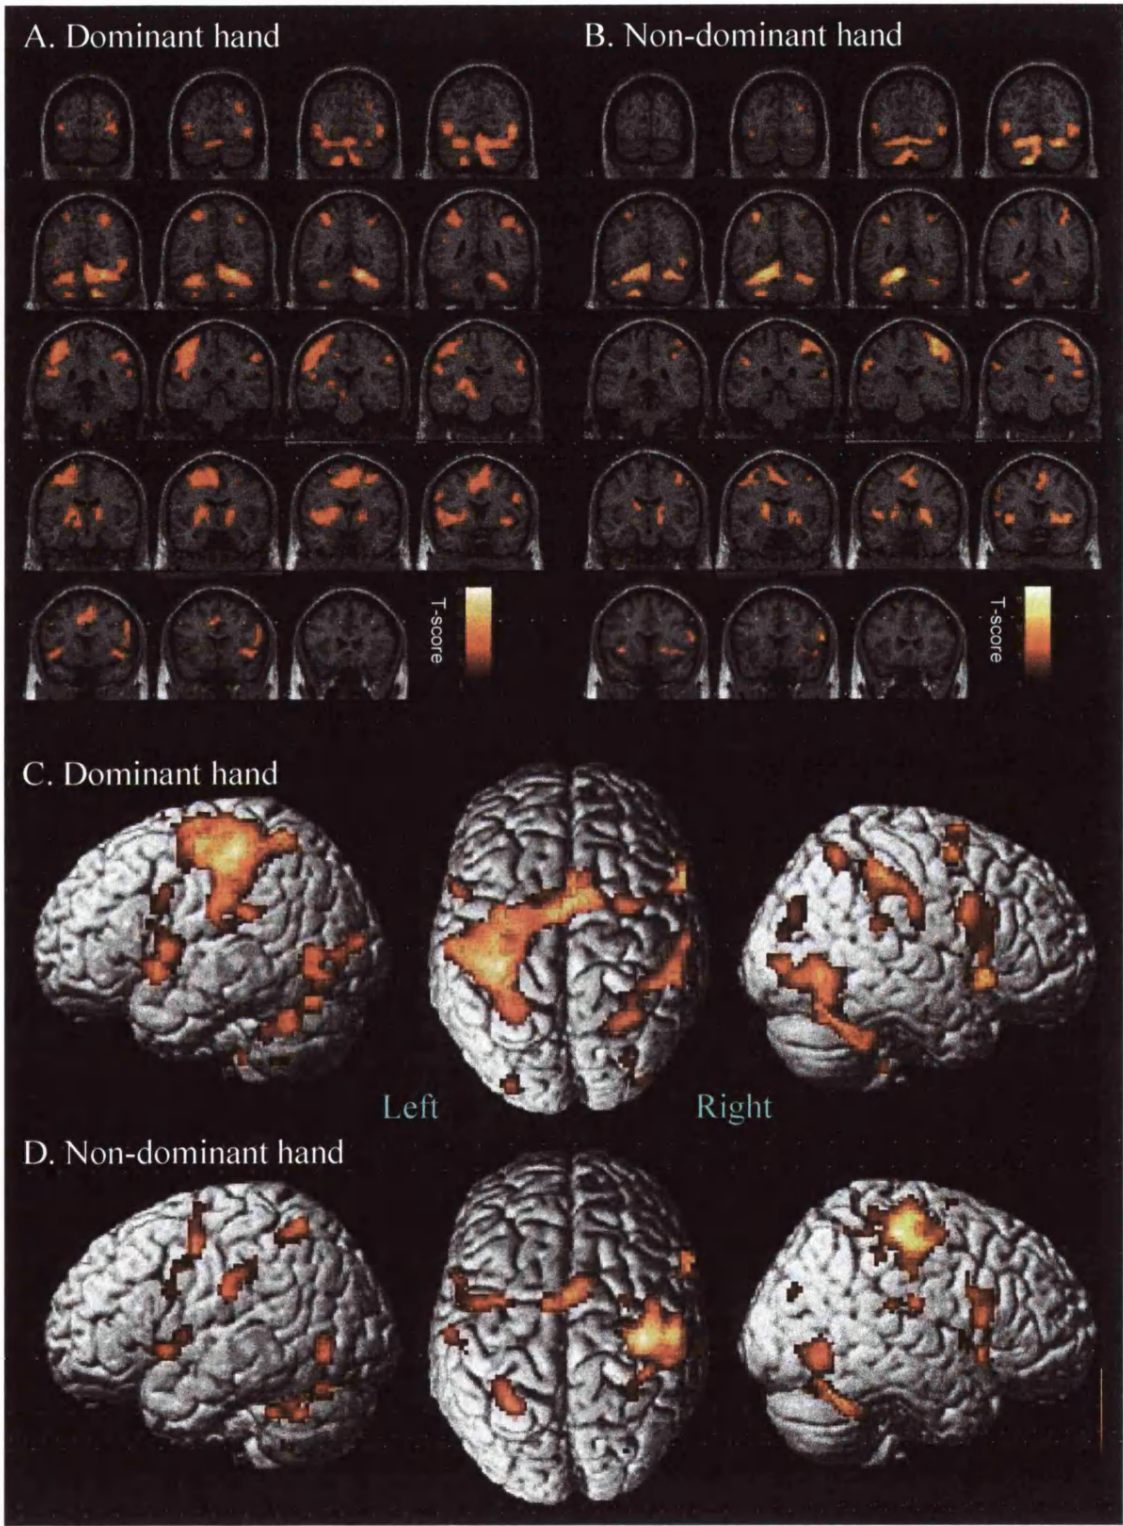 A. Dominant hand
B. Non-dominant hand
T-score
T-score
C. Dominant hand
Left
Right
D. Non-dominant hand